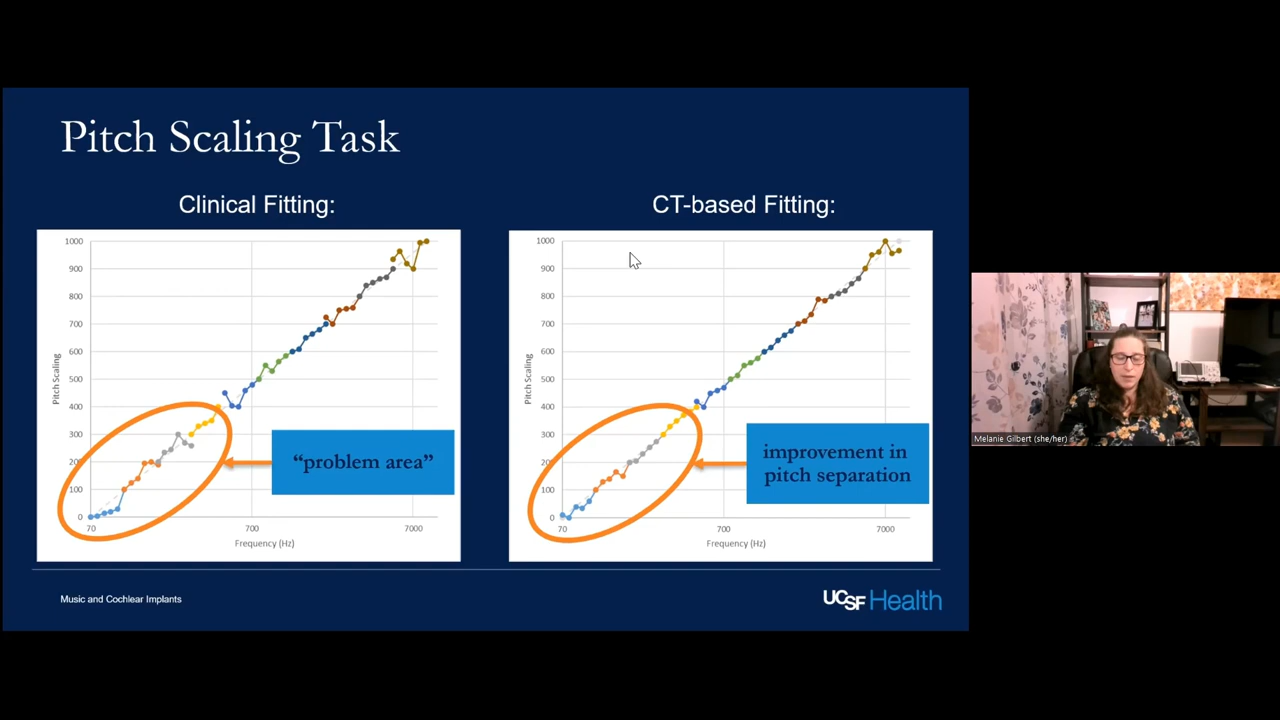 Pitch Scaling Task
Clinical Fitting:
1000
900
800
700
600
500
400
300
20
100
0
70
700
7000
Pitch Scaling
Frequency (Hz)
"problem area"
CT-based Fitting:
1000
900
800
700
600
500
400
300
20
100
0
70
700
7000
Pitch Scaling
Frequency (Hz)
improvement in
pitch separation
Melanie Gilbert (she/her)
Music and Cochlear Implants
UCSF Health